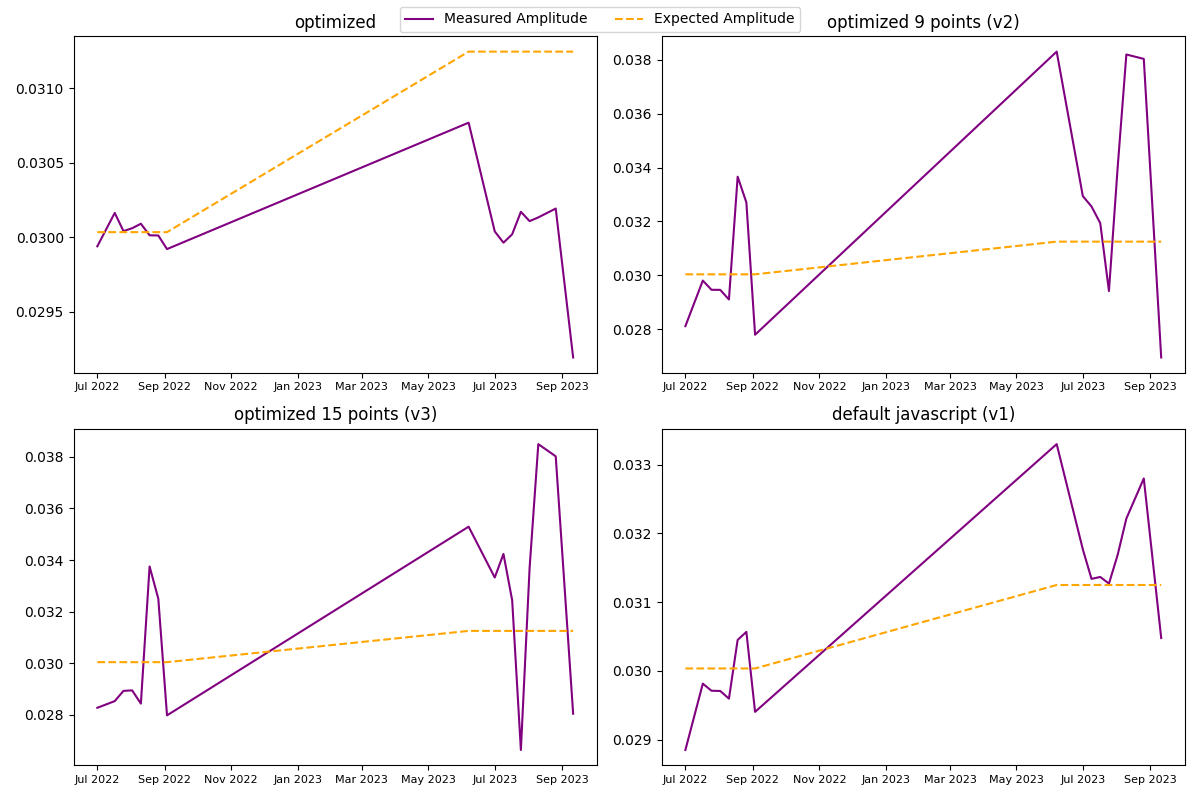 Measured Amplitude Expected Amplitude
optimized
0.0310
0.0305
0.0300
0.0295
Jul 2022 Sep 2022 Nov 2022 Jan 2023 Mar 2023 May 2023 Jul 2023 Sep 2023
optimized 9 points (v2)
0.038
0.036
0.034
0.032
0.030
0.028
Jul 2022 Sep 2022 Nov 2022 Jan 2023 Mar 2023 May 2023 Jul 2023 Sep 2023
optimized 15 points (v3)
0.038
0.036
0.034
0.032
0.030
0.028
Jul 2022 Sep 2022 Nov 2022 Jan 2023 Mar 2023 May 2023 Jul 2023 Sep 2023
default javascript (v1)
0.033
0.032
0.031
0.030
0.029
Jul 2022 Sep 2022 Nov 2022 Jan 2023 Mar 2023 May 2023 Jul 2023 Sep 2023